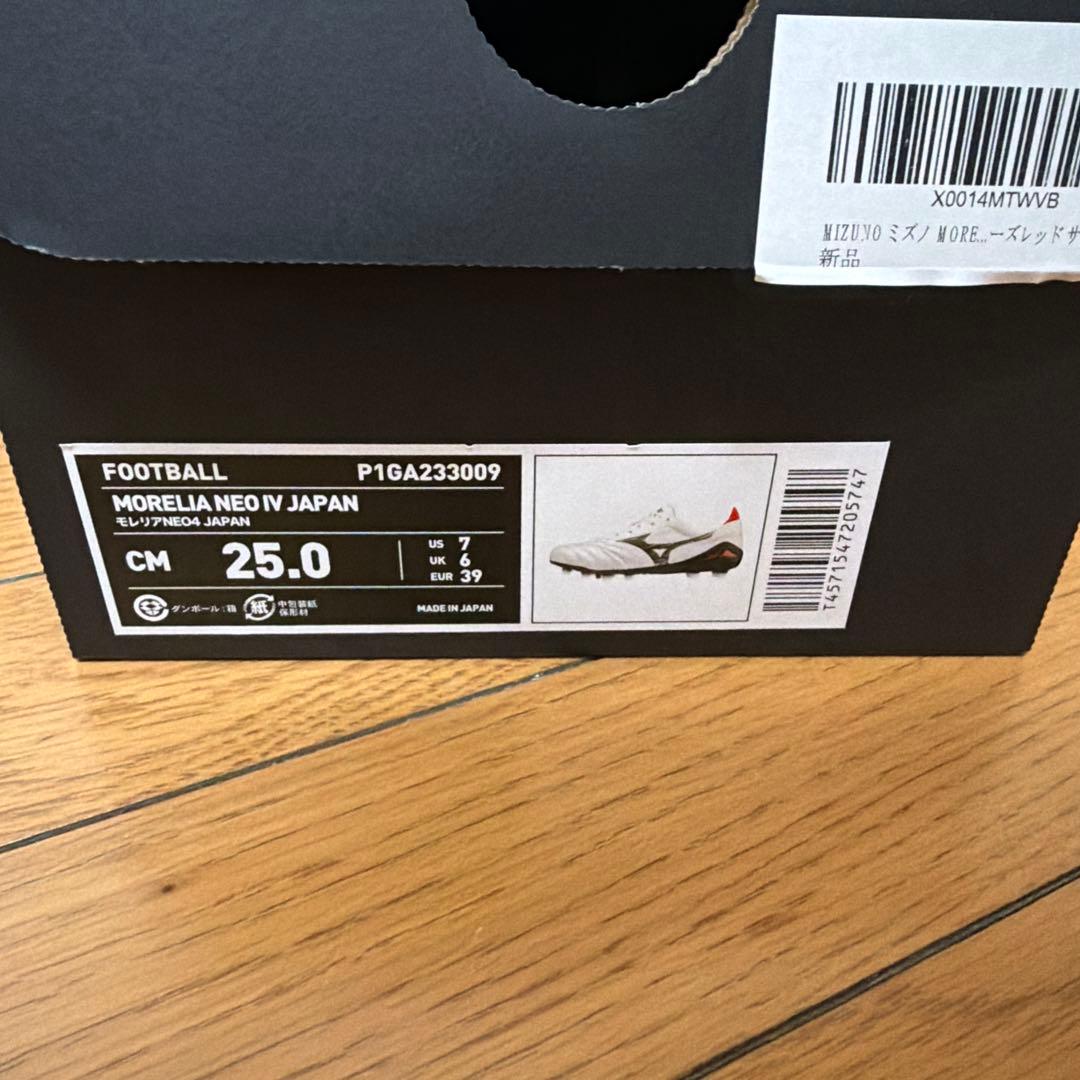 X0014MTWVB
MIZUNO ミズノ MORE...ーズレッド サ
新品
FOOTBALL P1GA233009
MORELIA NEO IV JAPAN
モレリアNEO4 JAPAN
CM 25.0
US 7
UK 6
EUR 39
ダンボール:箱
紙 中包装紙
保形材
MADE IN JAPAN
T4571547205747